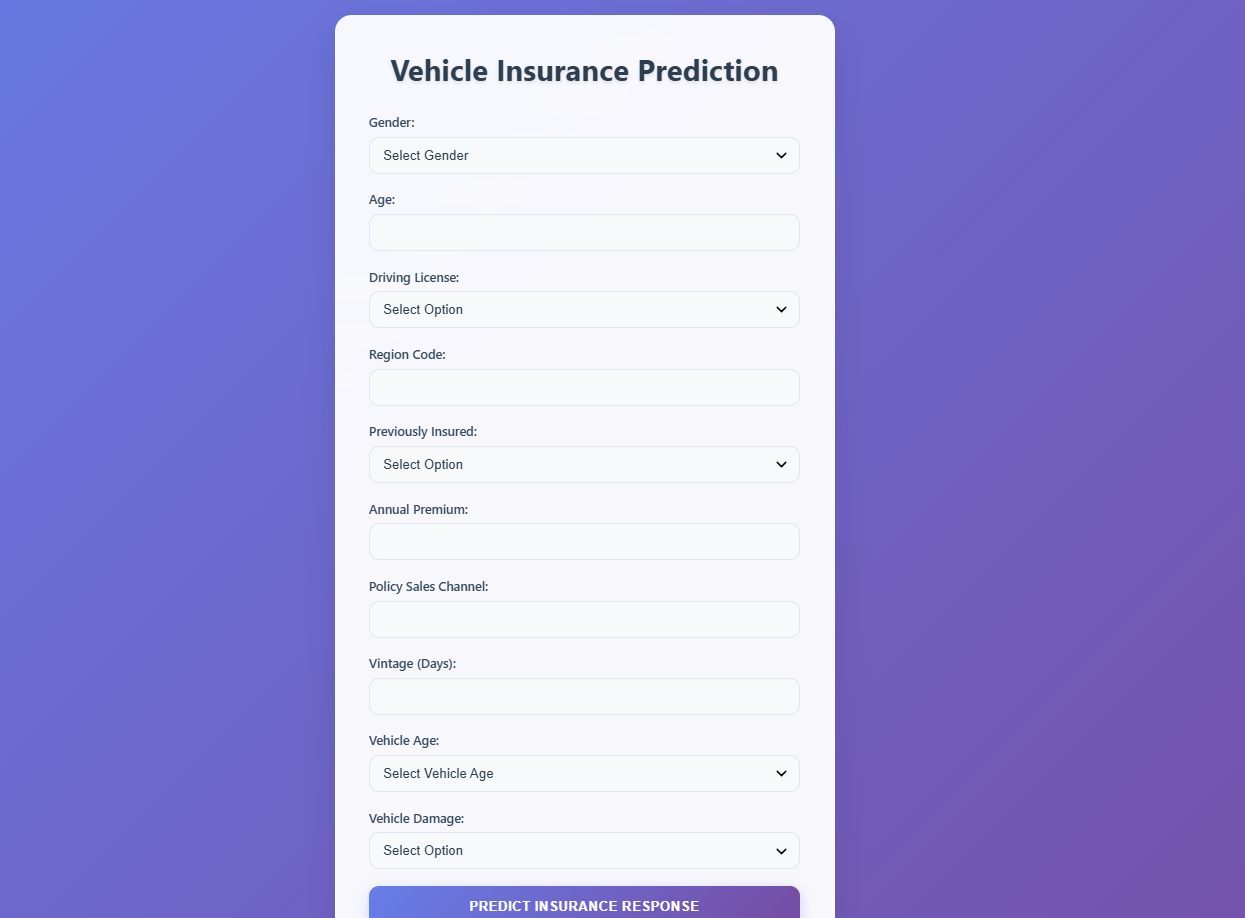 Vehicle Insurance Prediction
Gender:
Select Gender
Age:
Driving License:
Select Option
Region Code:
Previously Insured:
Select Option
Annual Premium:
Policy Sales Channel:
Vintage (Days):
Vehicle Age:
Select Vehicle Age
Vehicle Damage:
Select Option
PREDICT INSURANCE RESPONSE